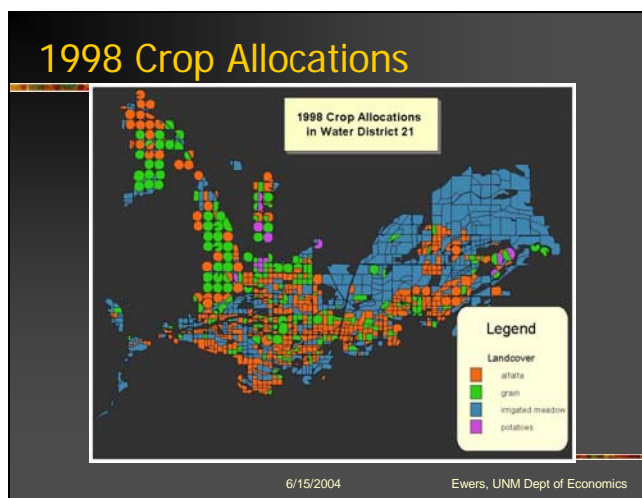 1998 Crop Allocations
1998 Crop Allocations
in Water District 21
Legend
Landcover
alfalfa
grain
irrigated meadow
potatoes
6/15/2004
Ewers, UNM Dept of Economics